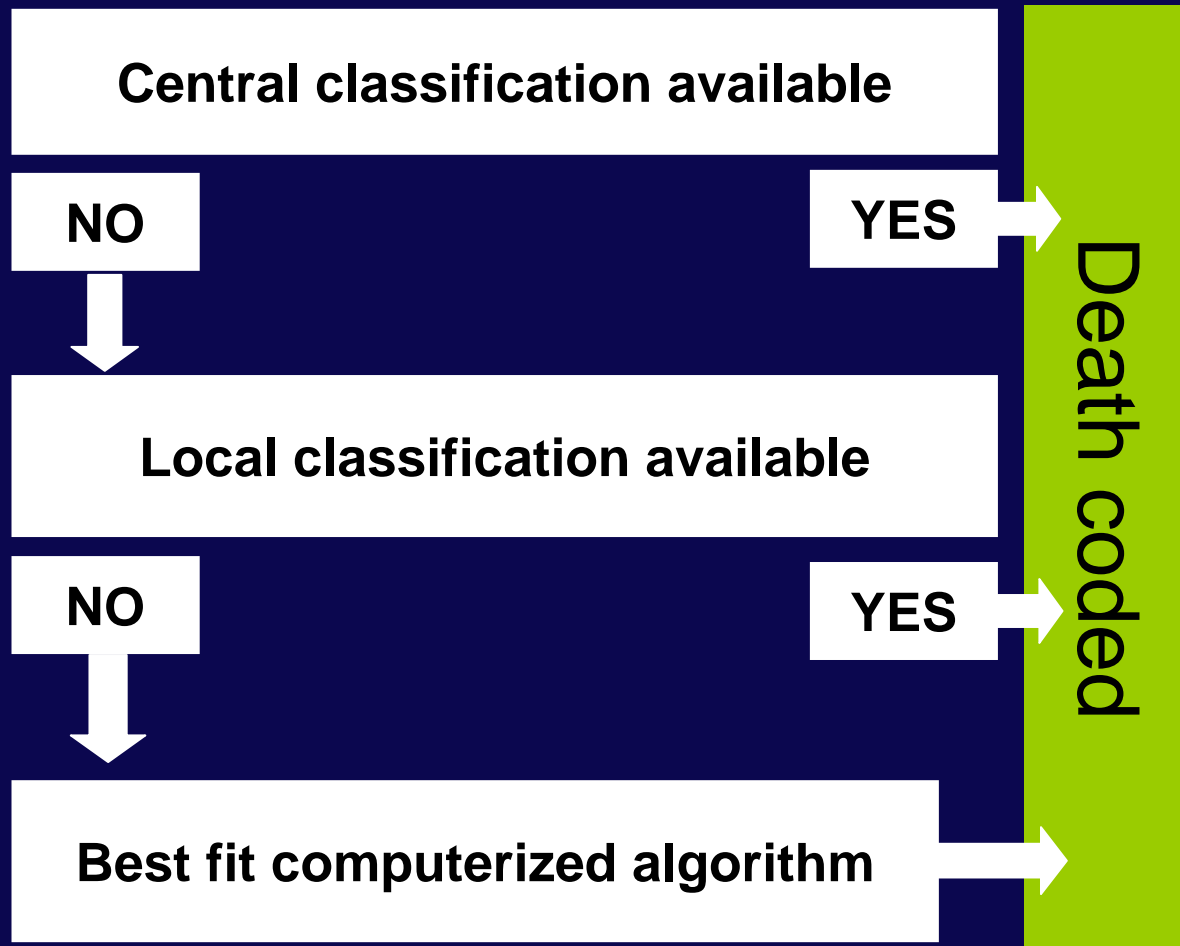 Central classification available
NO
YES
Local classification available
NO
YES
Best fit computerized algorithm
Death coded